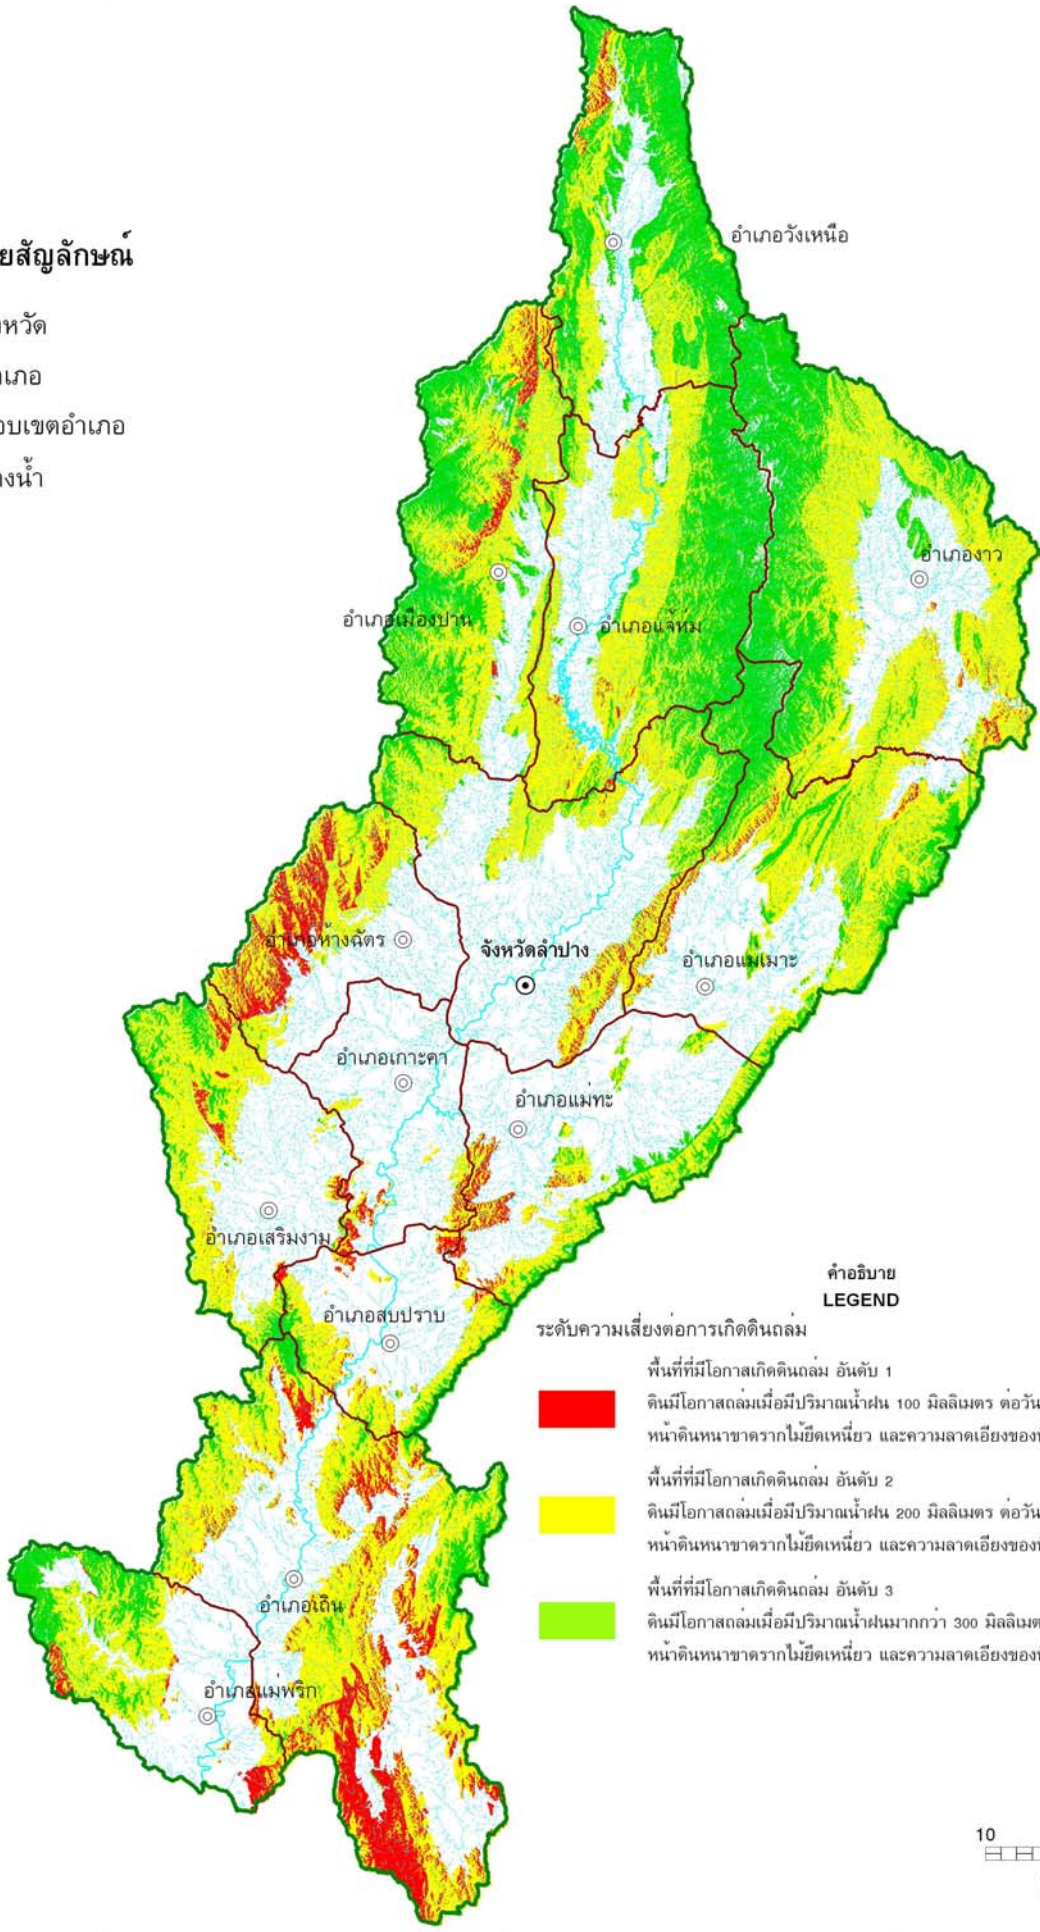 ยสัญลักษณ์
งหวัด
าเภอ
อบเขตอำเภอ
างน้ำ
อำเภอวังเหนือ
อำเภองาว
อำเภอเมืองปาน
อำเภอแจ้ห่ม
อำเภอห้างฉัตร
จังหวัดลำปาง
อำเภอแม่เมาะ
อำเภอเกาะคา
อำเภอแม่ทะ
อำเภอเสริมงาม
อำเภอสบปราบ
อำเภอเถิน
อำเภอแม่พริก
คำอธิบาย
LEGEND
ระดับความเสี่ยงต่อการเกิดดินถล่ม
พื้นที่ที่มีโอกาสเกิดดินถล่ม อันดับ 1
ดินมีโอกาสถล่มเมื่อมีปริมาณน้ำฝน 100 มิลลิเมตร ต่อวัน
หน้าดินหนาขาดรากไม้ยึดเหนี่ยว และความลาดเอียงของ
พื้นที่ที่มีโอกาสเกิดดินถล่ม อันดับ 2
ดินมีโอกาสถล่มเมื่อมีปริมาณน้ำฝน 200 มิลลิเมตร ต่อวัน
หน้าดินหนาขาดรากไม้ยึดเหนี่ยว และความลาดเอียงของ
พื้นที่ที่มีโอกาสเกิดดินถล่ม อันดับ 3
ดินมีโอกาสถล่มเมื่อมีปริมาณน้ำฝนมากกว่า 300 มิลลิเมต
หน้าดินหนาขาดรากไม้ยึดเหนี่ยว และความลาดเอียงของ
10